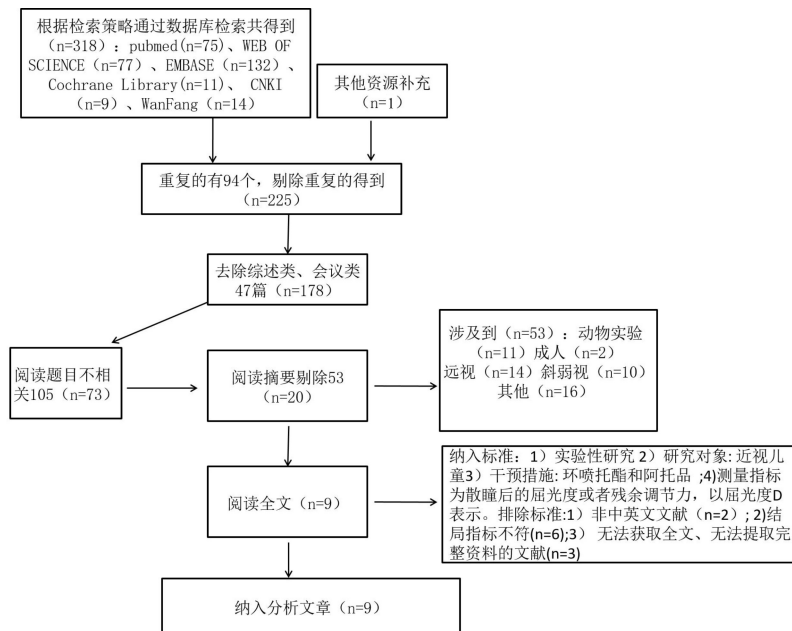 根据检索策略通过数据库检索共得到
（n=318）：pubmed(n=75)、WEB OF
SCIENCE（n=77）、EMBASE（n=132）、
Cochrane Library(n=11)、 CNKI
（n=9）、WanFang（n=14）
其他资源补充
（n=1）
重复的有94个，剔除重复的得到
（n=225）
去除综述类、会议类
47篇（n=178）
阅读题目不相
关105（n=73）
阅读摘要剔除53
（n=20）
涉及到（n=53）：动物实验
（n=11）成人（n=2）
远视（n=14）斜弱视（n=10）
其他（n=16）
阅读全文（n=9）
纳入标准：1）实验性研究 2）研究对象: 近视儿
童3）干预措施: 环喷托酯和阿托品 ;4)测量指标
为散瞳后的屈光度或者残余调节力，以屈光度D
表示。排除标准:1）非中英文文献（n=2）; 2)结
局指标不符(n=6);3） 无法获取全文、无法提取完
整资料的文献(n=3)
纳入分析文章（n=9）